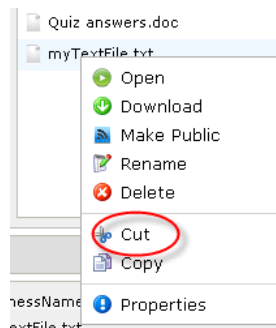 Quiz answers.doc
myTextFile.txt
Open
Download
Make Public
Rename
Delete
Cut
Copy
Properties